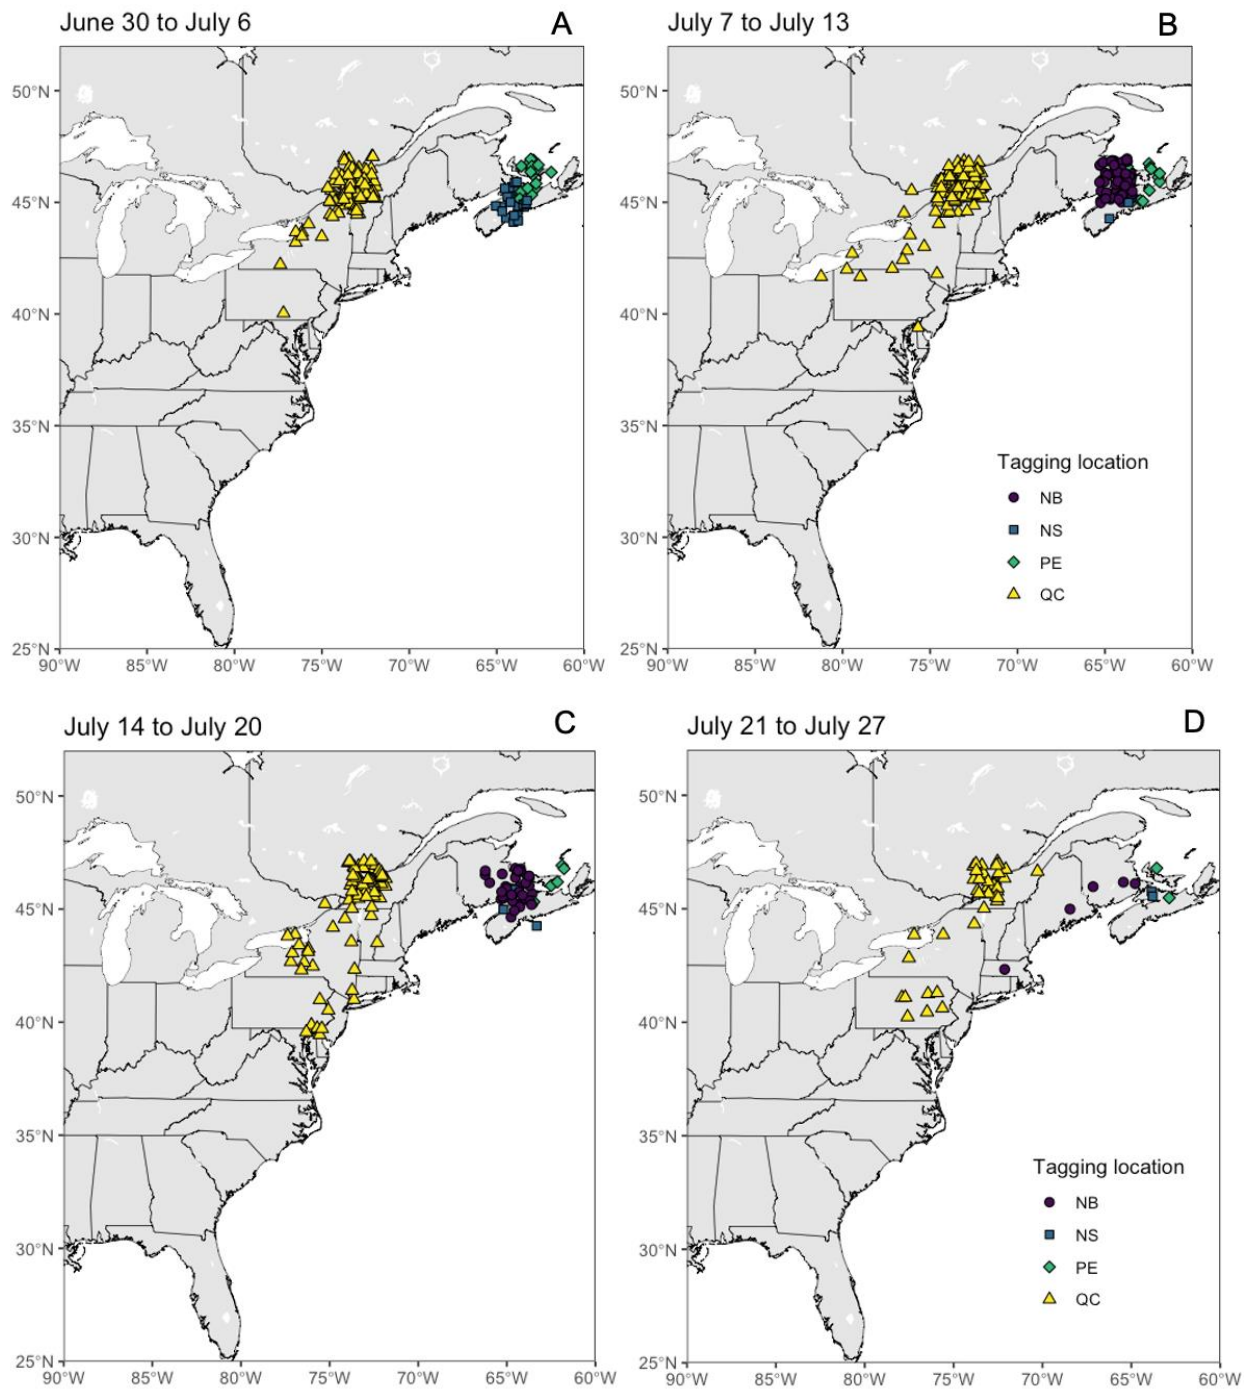 June 30 to July 6 A
July 7 to July 13 B
50°N
45°N
40°N
35°N
30°N
25°N
90°W 85°W 80°W 75°W 70°W 65°W 60°W
50°N
45°N
40°N
35°N
30°N
25°N
90°W 85°W 80°W 75°W 70°W 65°W 60°W
Tagging location
NB
NS
PE
QC
July 14 to July 20 C
July 21 to July 27 D
50°N
45°N
40°N
35°N
30°N
25°N
90°W 85°W 80°W 75°W 70°W 65°W 60°W
50°N
45°N
40°N
35°N
30°N
25°N
90°W 85°W 80°W 75°W 70°W 65°W 60°W
Tagging location
NB
NS
PE
QC